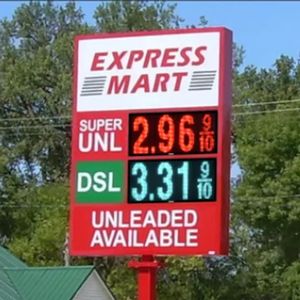 EXPRESS
MART
SUPER
UNL 2.96 9/10
DSL 3.31 9/10
UNLEADED
AVAILABLE